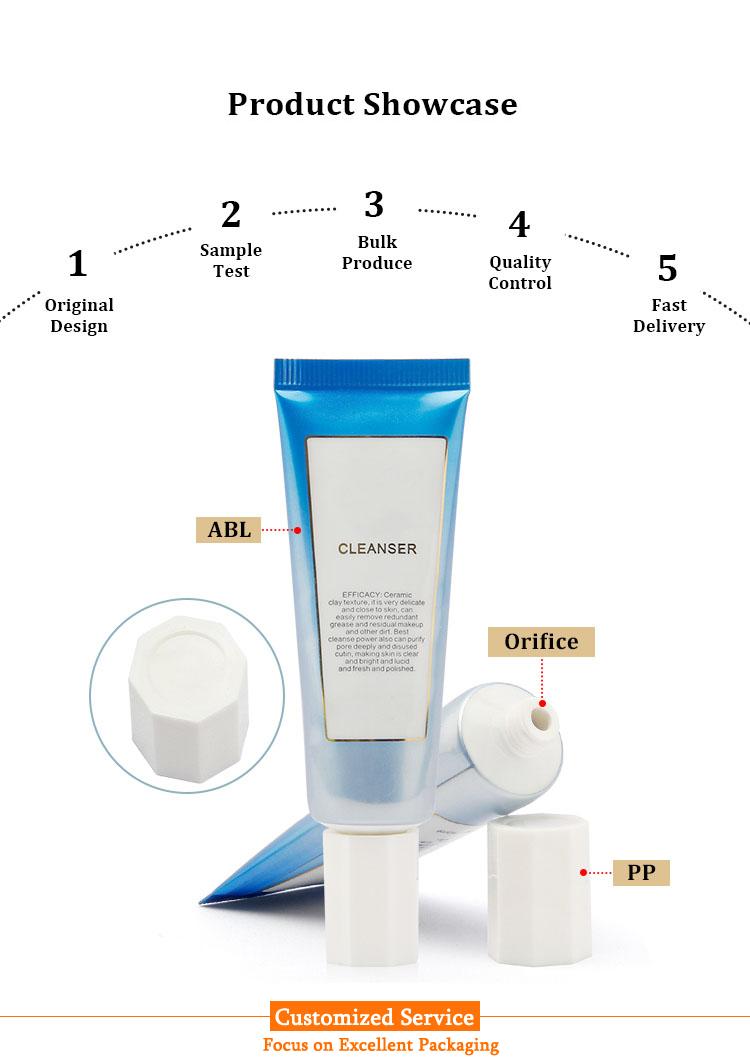 Product Showcase
1
Original
Design
2
Sample
Test
3
Bulk
Produce
4
Quality
Control
5
Fast
Delivery
ABL
CLEANSER
EFFICACY: Ceramic
clay texture, it is very delicate
and close to skin, can
easily remove redundant
grease and residual makeup
and other dirt. Best
cleanse power also can purify
pore deeply and disused
cutin, making skin is clear
and bright and lucid
and fresh and polished.
Orifice
PP
Customized Service
Focus on Excellent Packaging